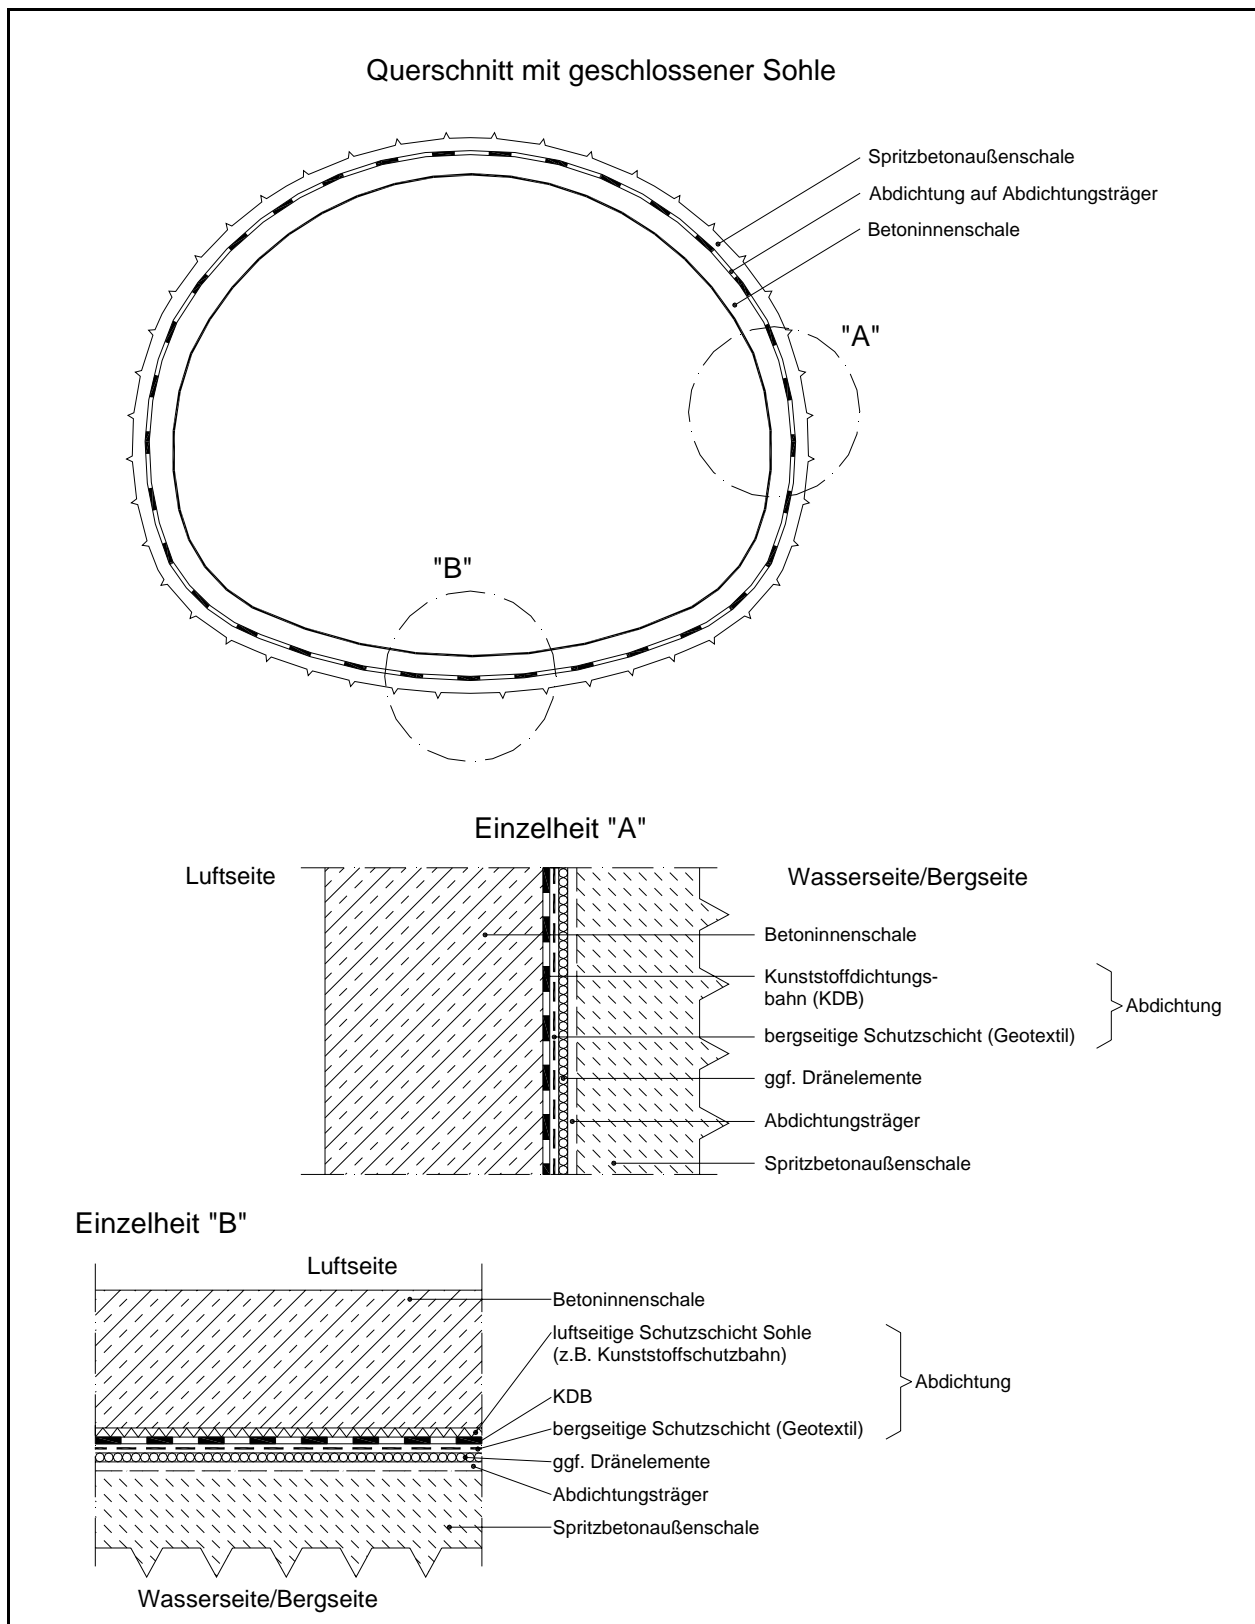 Querschnitt mit geschlossener Sohle
Spritzbetonaußenschale
Abdichtung auf Abdichtungsträger
Betoninnenschale
"A"
"B"
Einzelheit "A"
Luftseite
Wasserseite/Bergseite
Betoninnenschale
Kunststoffdichtungs-
bahn (KDB)
Abdichtung
bergseitige Schutzschicht (Geotextil)
ggf. Dränelemente
Abdichtungsträger
Spritzbetonaußenschale
Einzelheit "B"
Luftseite
Betoninnenschale
luftseitige Schutzschicht Sohle
(z.B. Kunststoffschutzbahn)
Abdichtung
KDB
bergseitige Schutzschicht (Geotextil)
ggf. Dränelemente
Abdichtungsträger
Spritzbetonaußenschale
Wasserseite/Bergseite